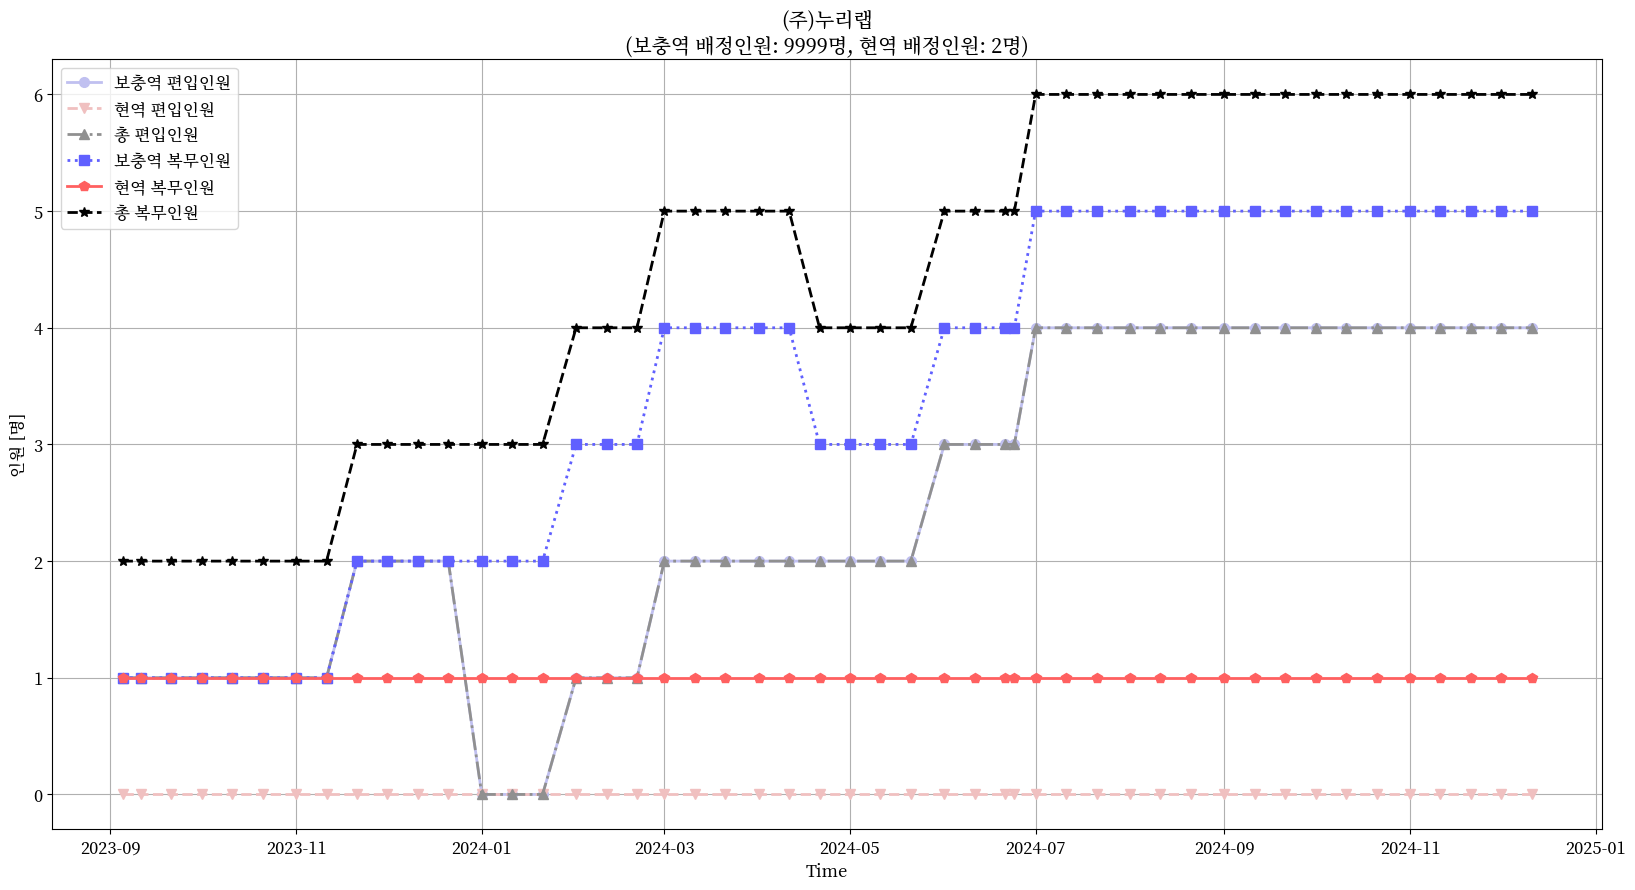 (주)누리랩
(보충역 배정인원: 9999명, 현역 배정인원: 2명)
보충역 편입인원
현역 편입인원
총 편입인원
보충역 복무인원
현역 복무인원
총 복무인원
인원 [명]
6
5
4
3
2
1
0
2023-09 2023-11 2024-01 2024-03 2024-05 2024-07 2024-09 2024-11 2025-01
Time